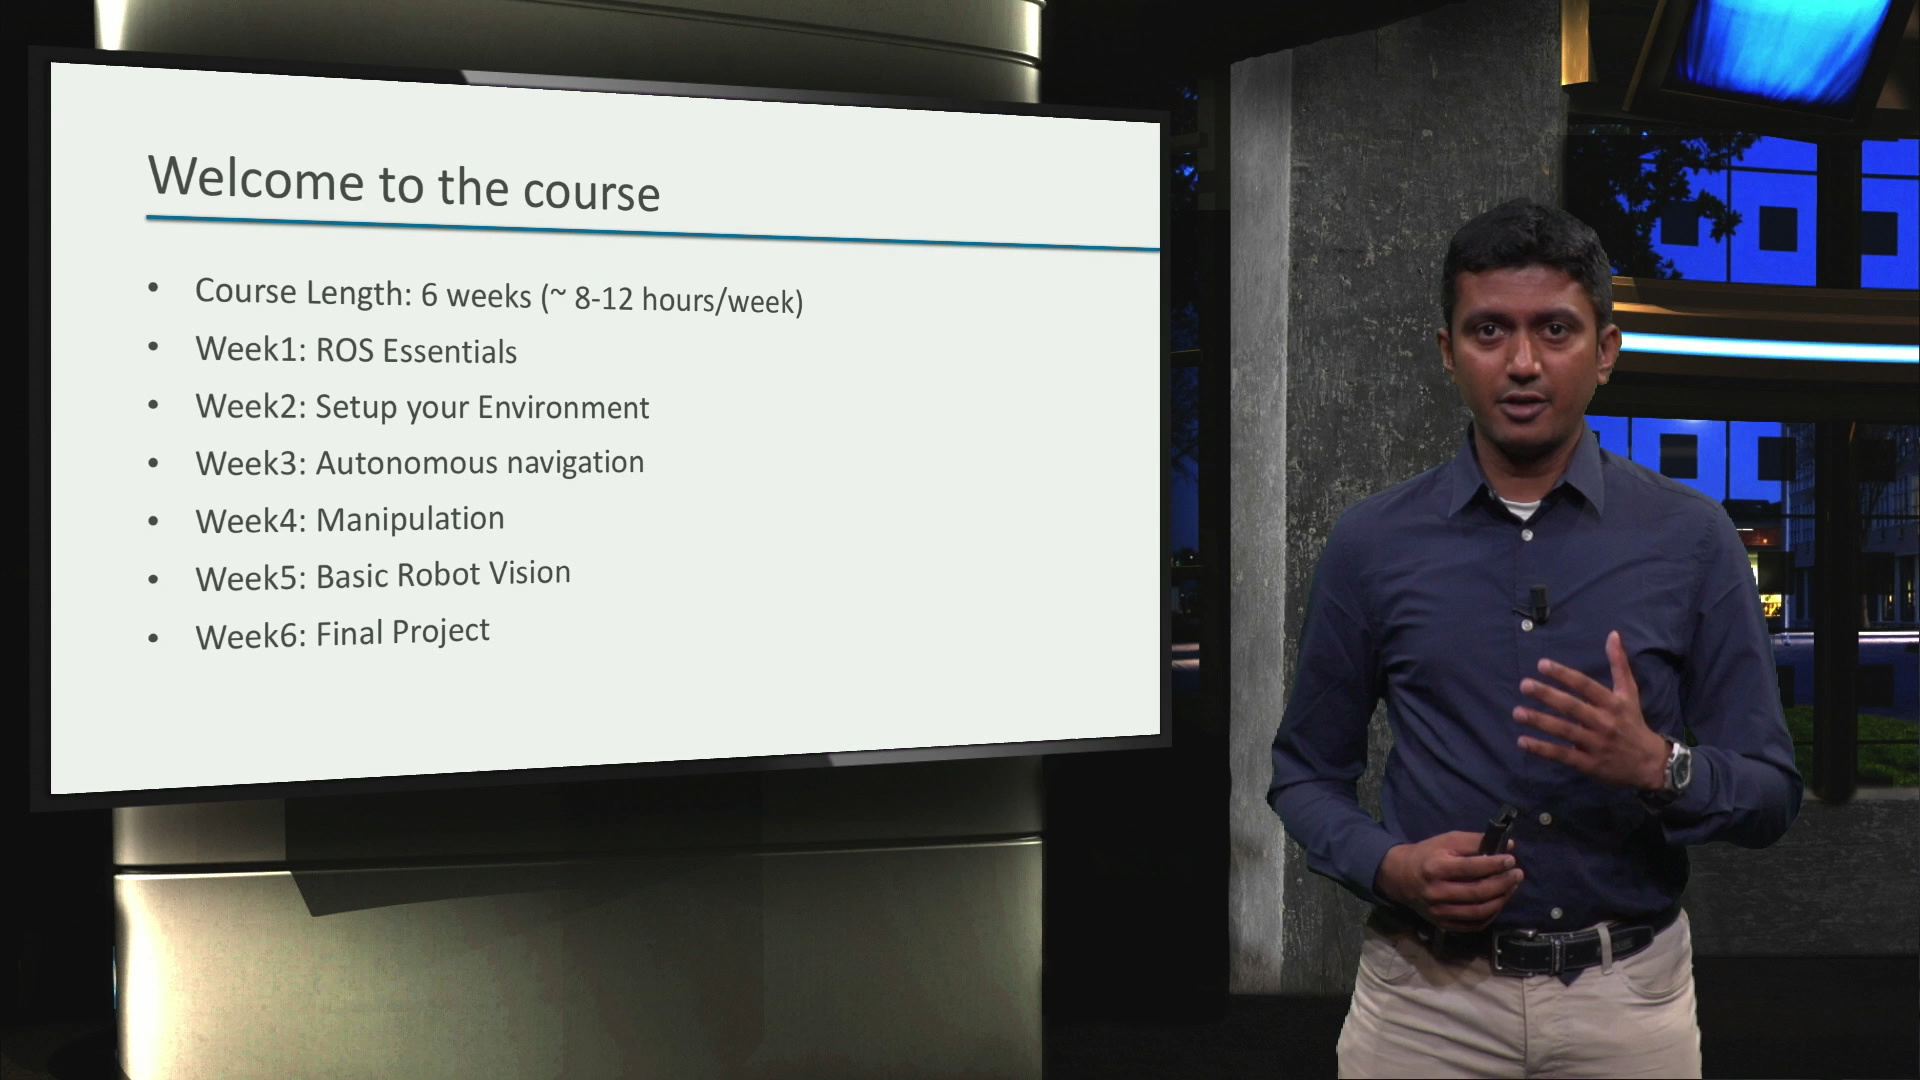 Welcome to the course
• Course Length: 6 weeks (~ 8-12 hours/week)
• Week1: ROS Essentials
• Week2: Setup your Environment
• Week3: Autonomous navigation
• Week4: Manipulation
• Week5: Basic Robot Vision
• Week6: Final Project